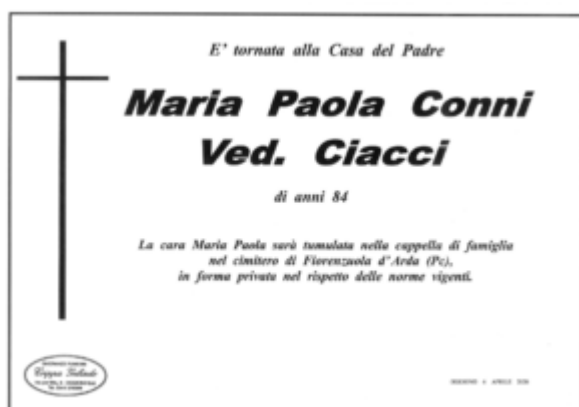 E' tornata alla Casa del Padre
Maria Paola Conni
Ved. Ciacci
di anni 84
La cara Maria Paola sarà tumulata nella cappella di famiglia
nel cimitero di Fiorenzuola d'Arda (Pc),
in forma privata nel rispetto delle norme vigenti.